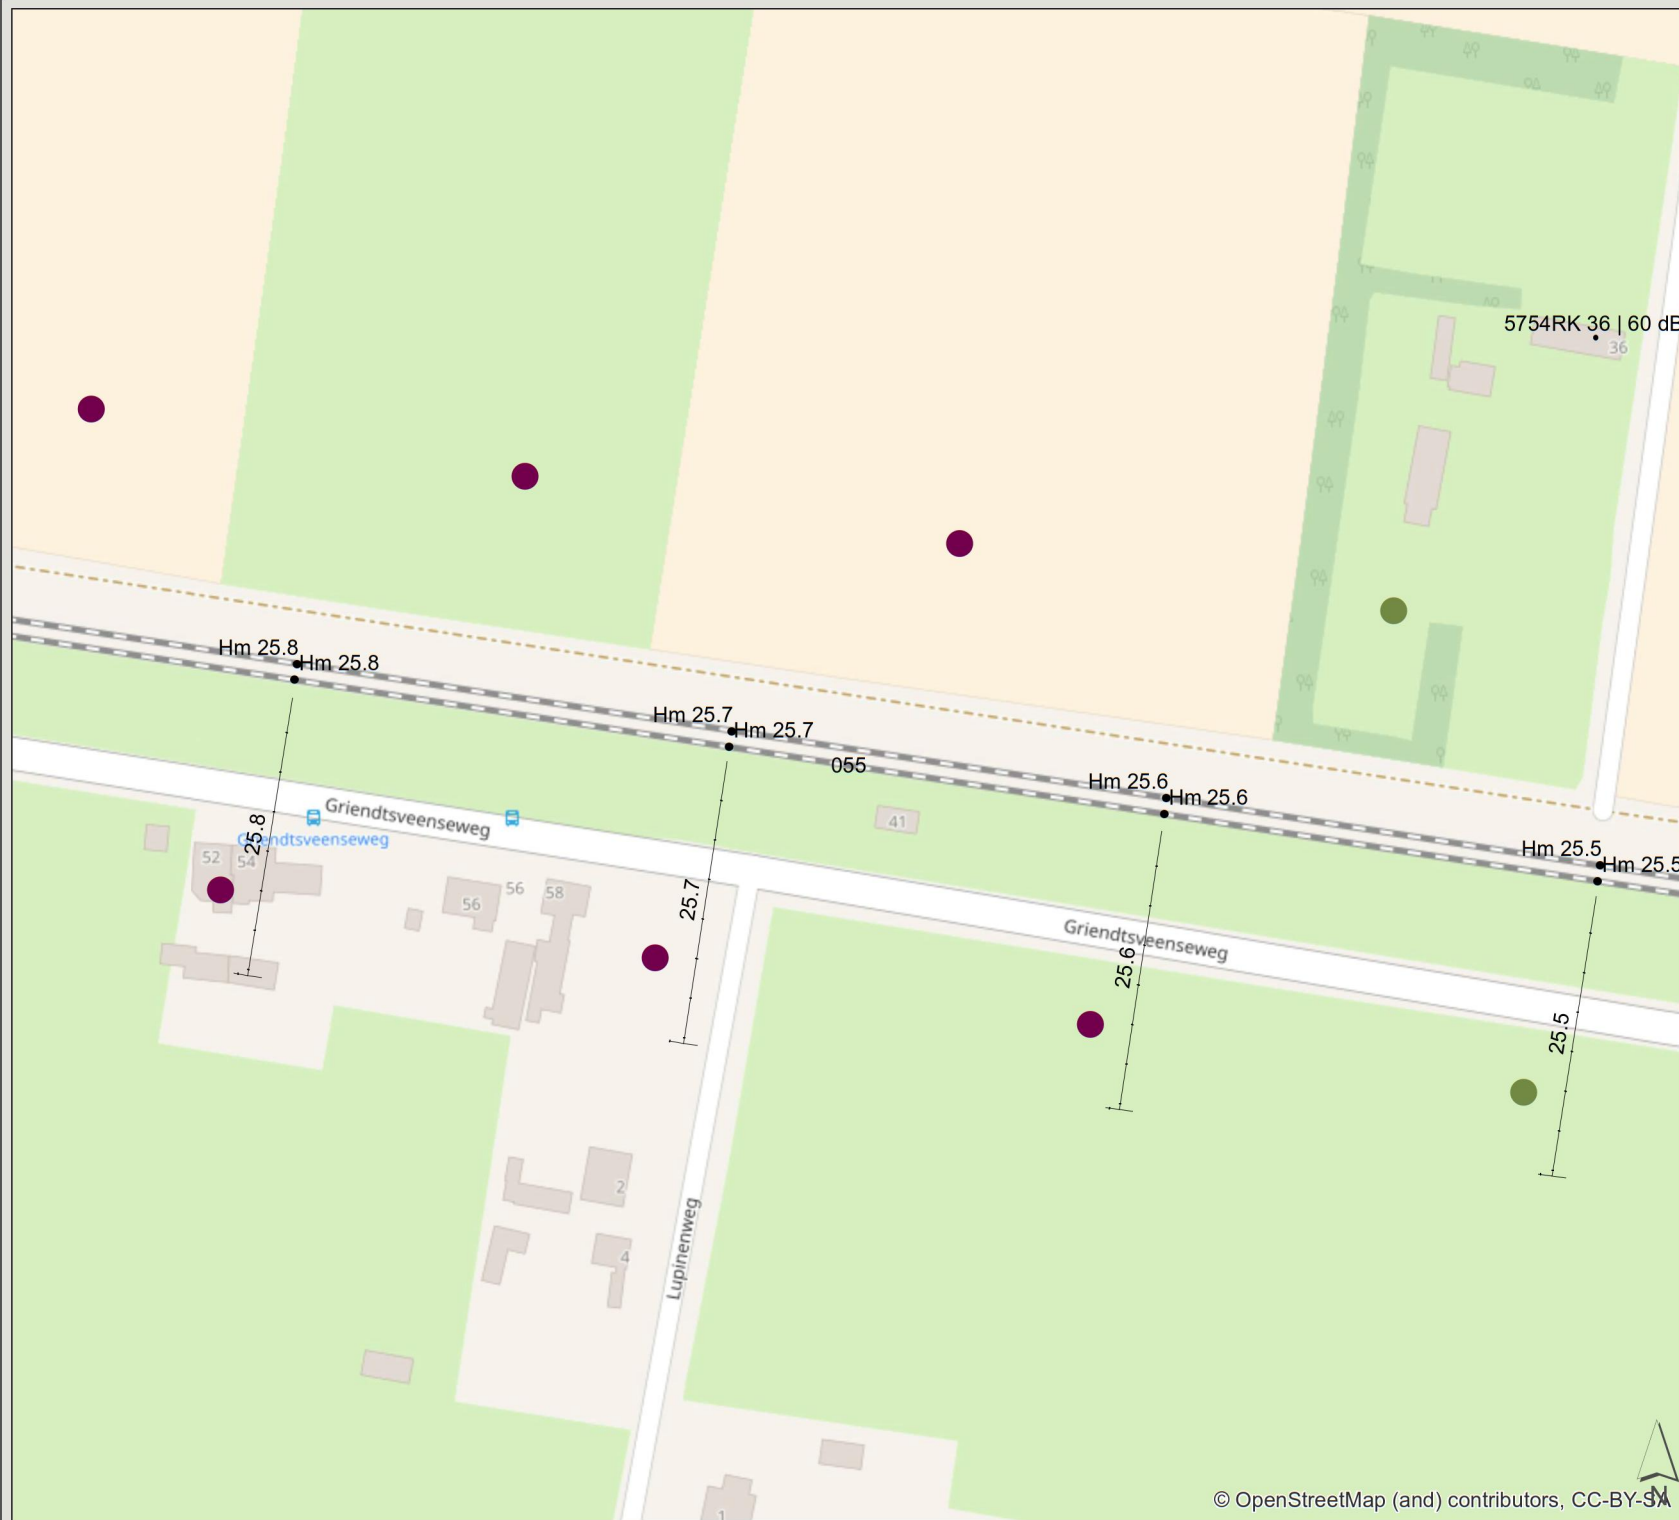 5754RK 36 | 60 dB
36
Hm 25.8
Hm 25.8
Hm 25.7
Hm 25.7
055
Hm 25.6
Hm 25.6
Hm 25.5
Hm 25.5
Griendtsveenseweg
Griendtsveenseweg
25.8
52
54
41
56
56
58
25.7
Griendtsveenseweg
25.6
25.5
2
4
Lupinenweg
1
N
© OpenStreetMap (and) contributors, CC-BY-SA